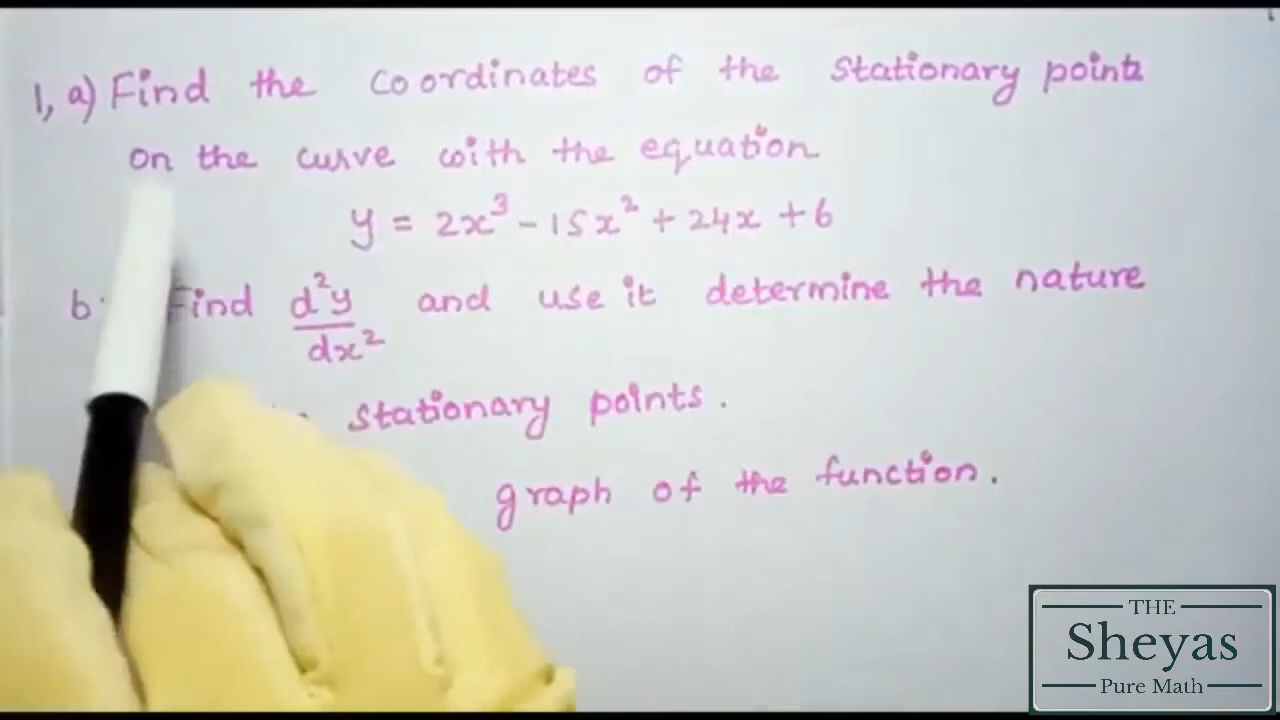 1, a) Find the coordinates of the stationary points
on the curve with the equation
y = 2x³ - 15x² + 24x + 6
b. Find d²y/dx² and use it determine the nature
stationary points.
graph of the function.
THE
Sheyas
Pure Math